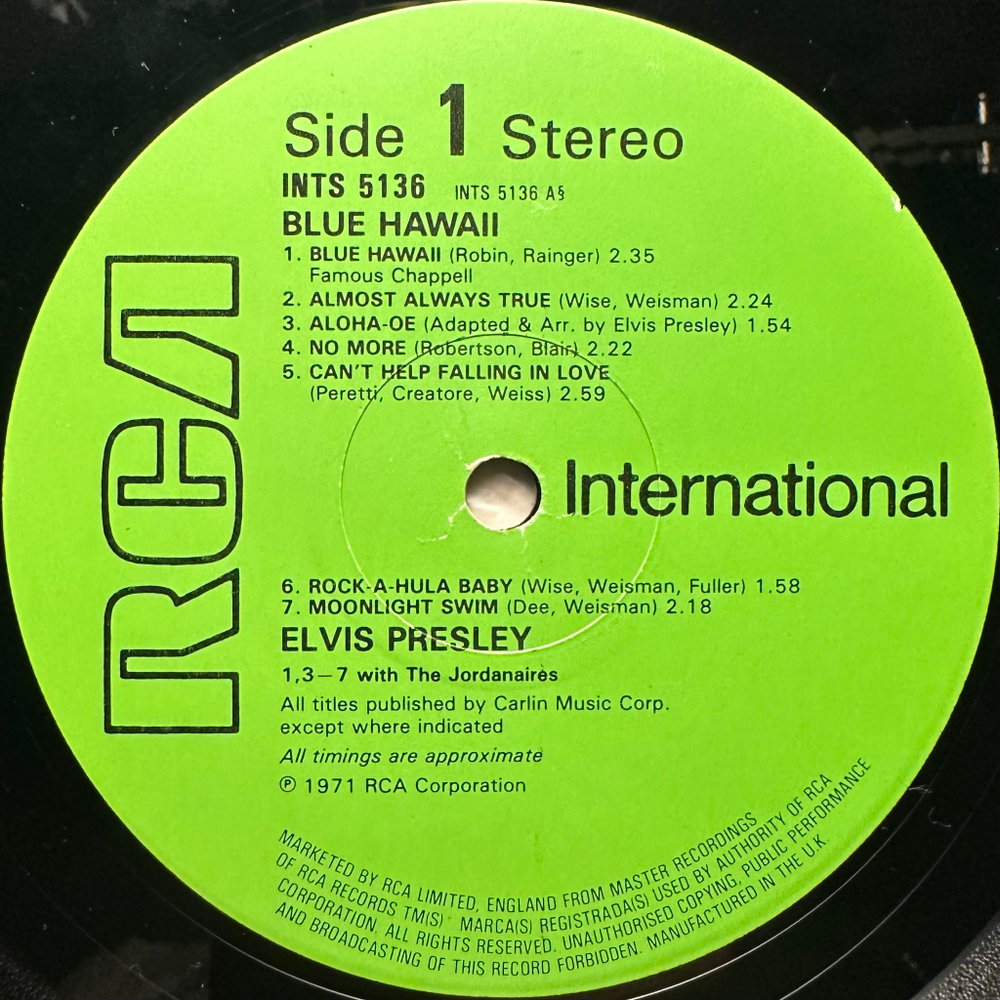 Side 1 Stereo
INTS 5136 INTS 5136 A§
BLUE HAWAII
1. BLUE HAWAII (Robin, Rainger) 2.35
Famous Chappell
2. ALMOST ALWAYS TRUE (Wise, Weisman) 2.24
3. ALOHA-OE (Adapted & Arr. by Elvis Presley) 1.54
4. NO MORE (Robertson, Blair) 2.22
5. CAN'T HELP FALLING IN LOVE
(Peretti, Creatore, Weiss) 2.59
RCA
International
6. ROCK-A-HULA BABY (Wise, Weisman, Fuller) 1.58
7. MOONLIGHT SWIM (Dee, Weisman) 2.18
ELVIS PRESLEY
1,3–7 with The Jordanaires
All titles published by Carlin Music Corp.
except where indicated
All timings are approximate
℗ 1971 RCA Corporation
MARKETED BY RCA LIMITED, ENGLAND FROM MASTER RECORDINGS
OF RCA RECORDS TM(S) MARCA(S) REGISTRADA(S) USED BY AUTHORITY OF RCA
CORPORATION. ALL RIGHTS RESERVED. UNAUTHORISED COPYING, PUBLIC PERFORMANCE
AND BROADCASTING OF THIS RECORD FORBIDDEN. MANUFACTURED IN THE U.K.